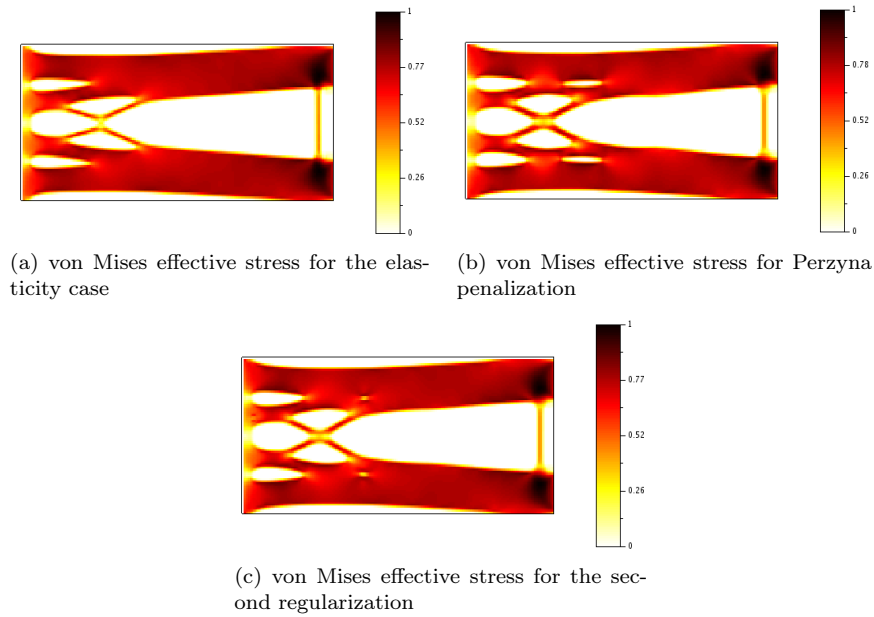 1
0.77
0.52
0.26
0
1
0.78
0.52
0.26
0
(a) von Mises effective stress for the elas-
ticity case
(b) von Mises effective stress for Perzyna
penalization
1
0.77
0.52
0.26
0
(c) von Mises effective stress for the sec-
ond regularization